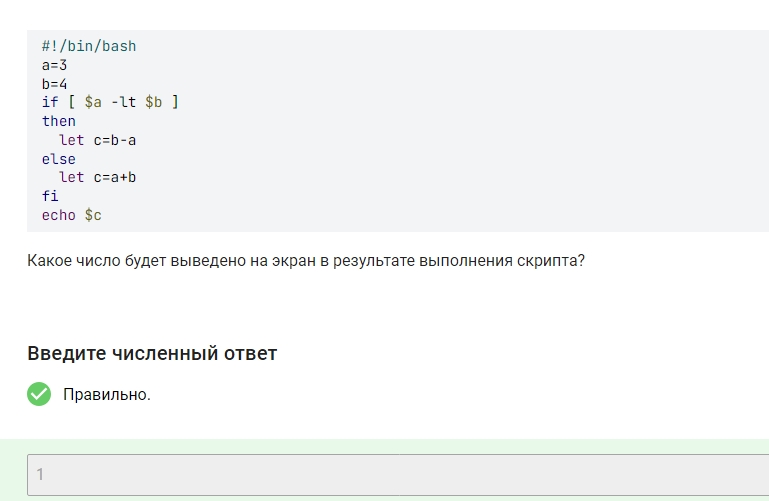 #!/bin/bash
a=3
b=4
if [ $a -lt $b ]
then
  let c=b-a
else
  let c=a+b
fi
echo $c
Какое число будет выведено на экран в результате выполнения скрипта?
Введите численный ответ
Правильно.
1